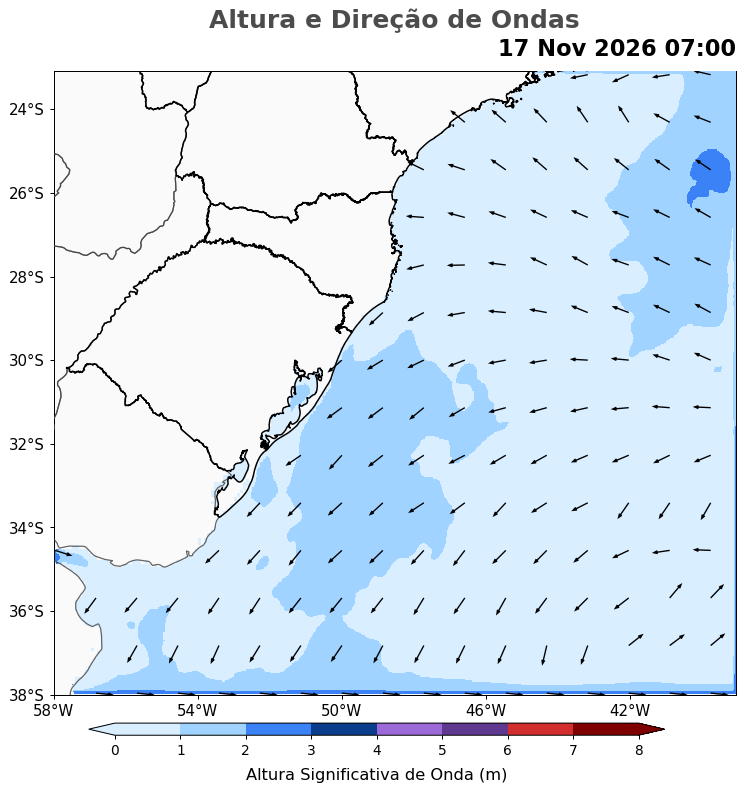 Altura e Direção de Ondas
17 Nov 2026 07:00
24°S
26°S
28°S
30°S
32°S
34°S
36°S
38°S
58°W 54°W 50°W 46°W 42°W
0 1 2 3 4 5 6 7 8
Altura Significativa de Onda (m)